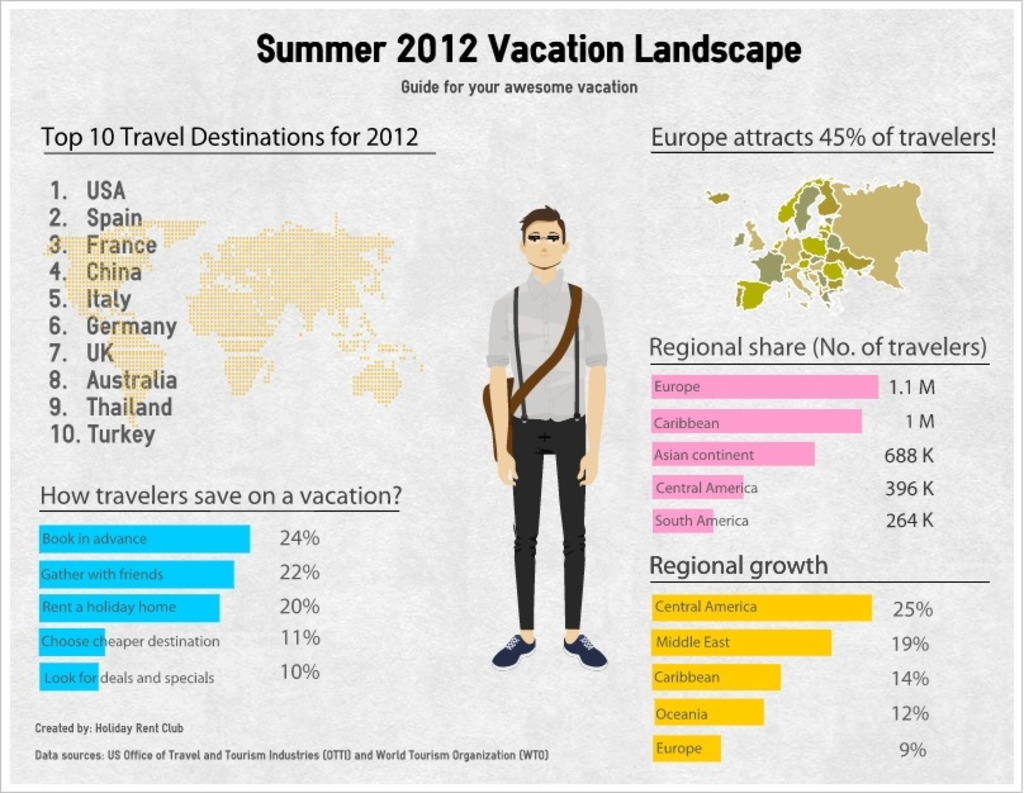 Summer 2012 Vacation Landscape
Guide for your awesome vacation
Top 10 Travel Destinations for 2012
1. USA
2. Spain
3. France
4. China
5. Italy
6. Germany
7. UK
8. Australia
9. Thailand
10. Turkey
How travelers save on a vacation?
Book in advance 24%
Gather with friends 22%
Rent a holiday home 20%
Choose cheaper destination 11%
Look for deals and specials 10%
Europe attracts 45% of travelers!
Regional share (No. of travelers)
Europe 1.1 M
Caribbean 1 M
Asian continent 688 K
Central America 396 K
South America 264 K
Regional growth
Central America 25%
Middle East 19%
Caribbean 14%
Oceania 12%
Europe 9%
Created by: Holiday Rent Club
Data sources: US Office of Travel and Tourism Industries (OTTI) and World Tourism Organization (WTO)